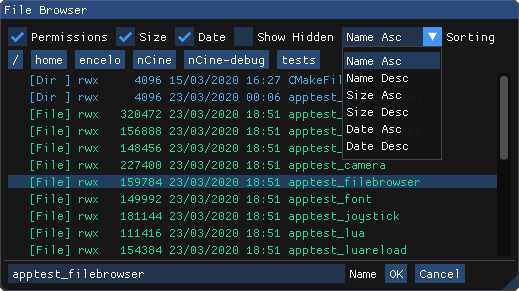 File Browser
Permissions Size Date Show Hidden Name Asc Sorting
/ home encelo nCine nCine-debug tests
Name Asc
Name Desc
Size Asc
Size Desc
Date Asc
Date Desc
[Dir ] rwx 4096 15/03/2020 16:27 CMakeFil
[Dir ] rwx 4096 23/03/2020 00:06 apptest_
[File] rwx 320472 23/03/2020 18:51 apptest_
[File] rwx 156888 23/03/2020 18:51 apptest_
[File] rwx 148456 23/03/2020 18:51 apptest_
[File] rwx 227400 23/03/2020 18:51 apptest_camera
[File] rwx 159784 23/03/2020 18:51 apptest_filebrowser
[File] rwx 149992 23/03/2020 18:51 apptest_font
[File] rwx 181144 23/03/2020 18:51 apptest_joystick
[File] rwx 111416 23/03/2020 18:51 apptest_lua
[File] rwx 154384 23/03/2020 18:51 apptest_luareload
apptest_filebrowser Name OK Cancel